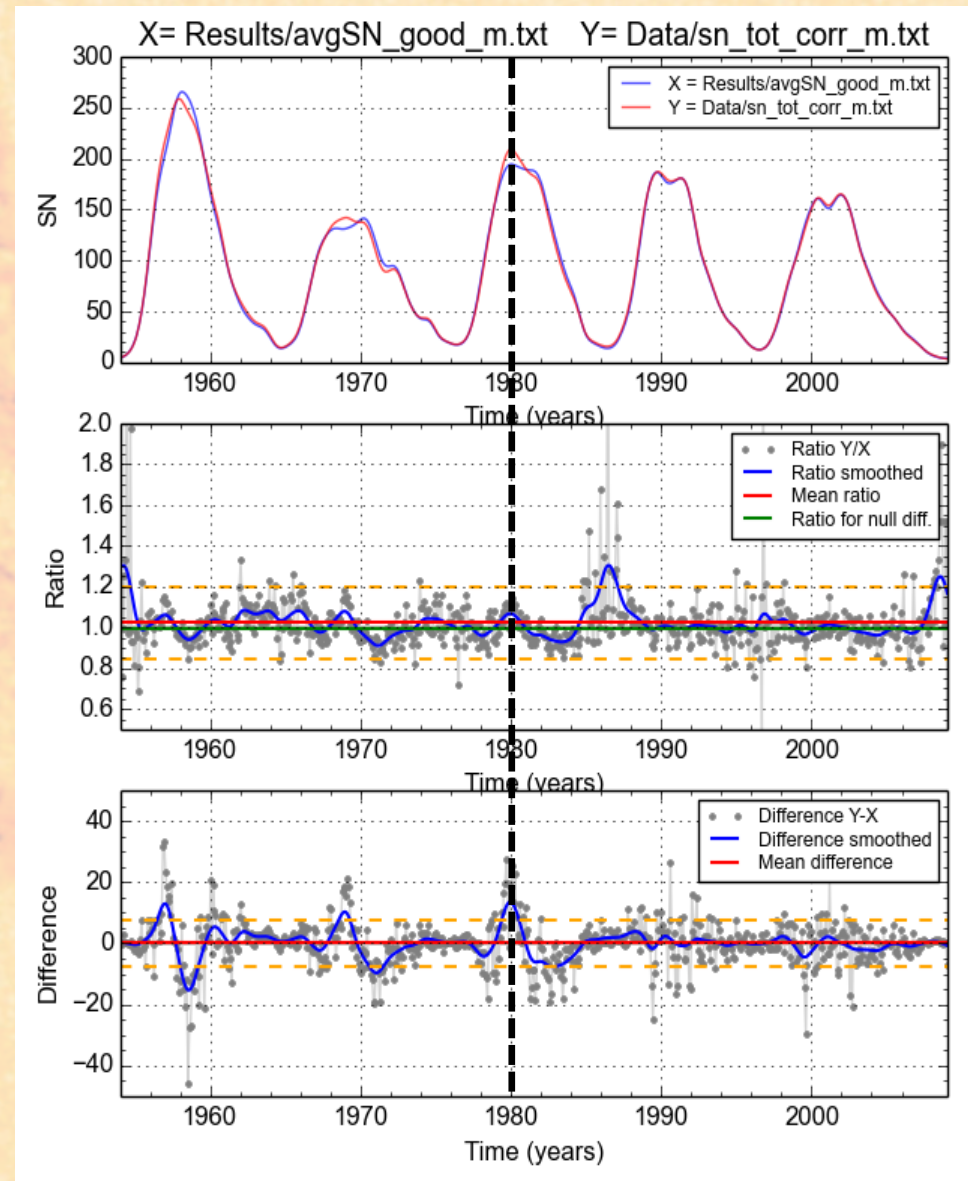 X= Results/avgSN_good_m.txt Y= Data/sn_tot_corr_m.txt
300
250
200
150
100
50
0
SN
X = Results/avgSN_good_m.txt
Y = Data/sn_tot_corr_m.txt
1960 1970 1980 1990 2000
Time (years)
2.0
1.8
1.6
1.4
1.2
1.0
0.8
0.6
Ratio
Ratio Y/X
Ratio smoothed
Mean ratio
Ratio for null diff.
1960 1970 1980 1990 2000
Time (years)
40
20
0
−20
−40
Difference
Difference Y-X
Difference smoothed
Mean difference
1960 1970 1980 1990 2000
Time (years)